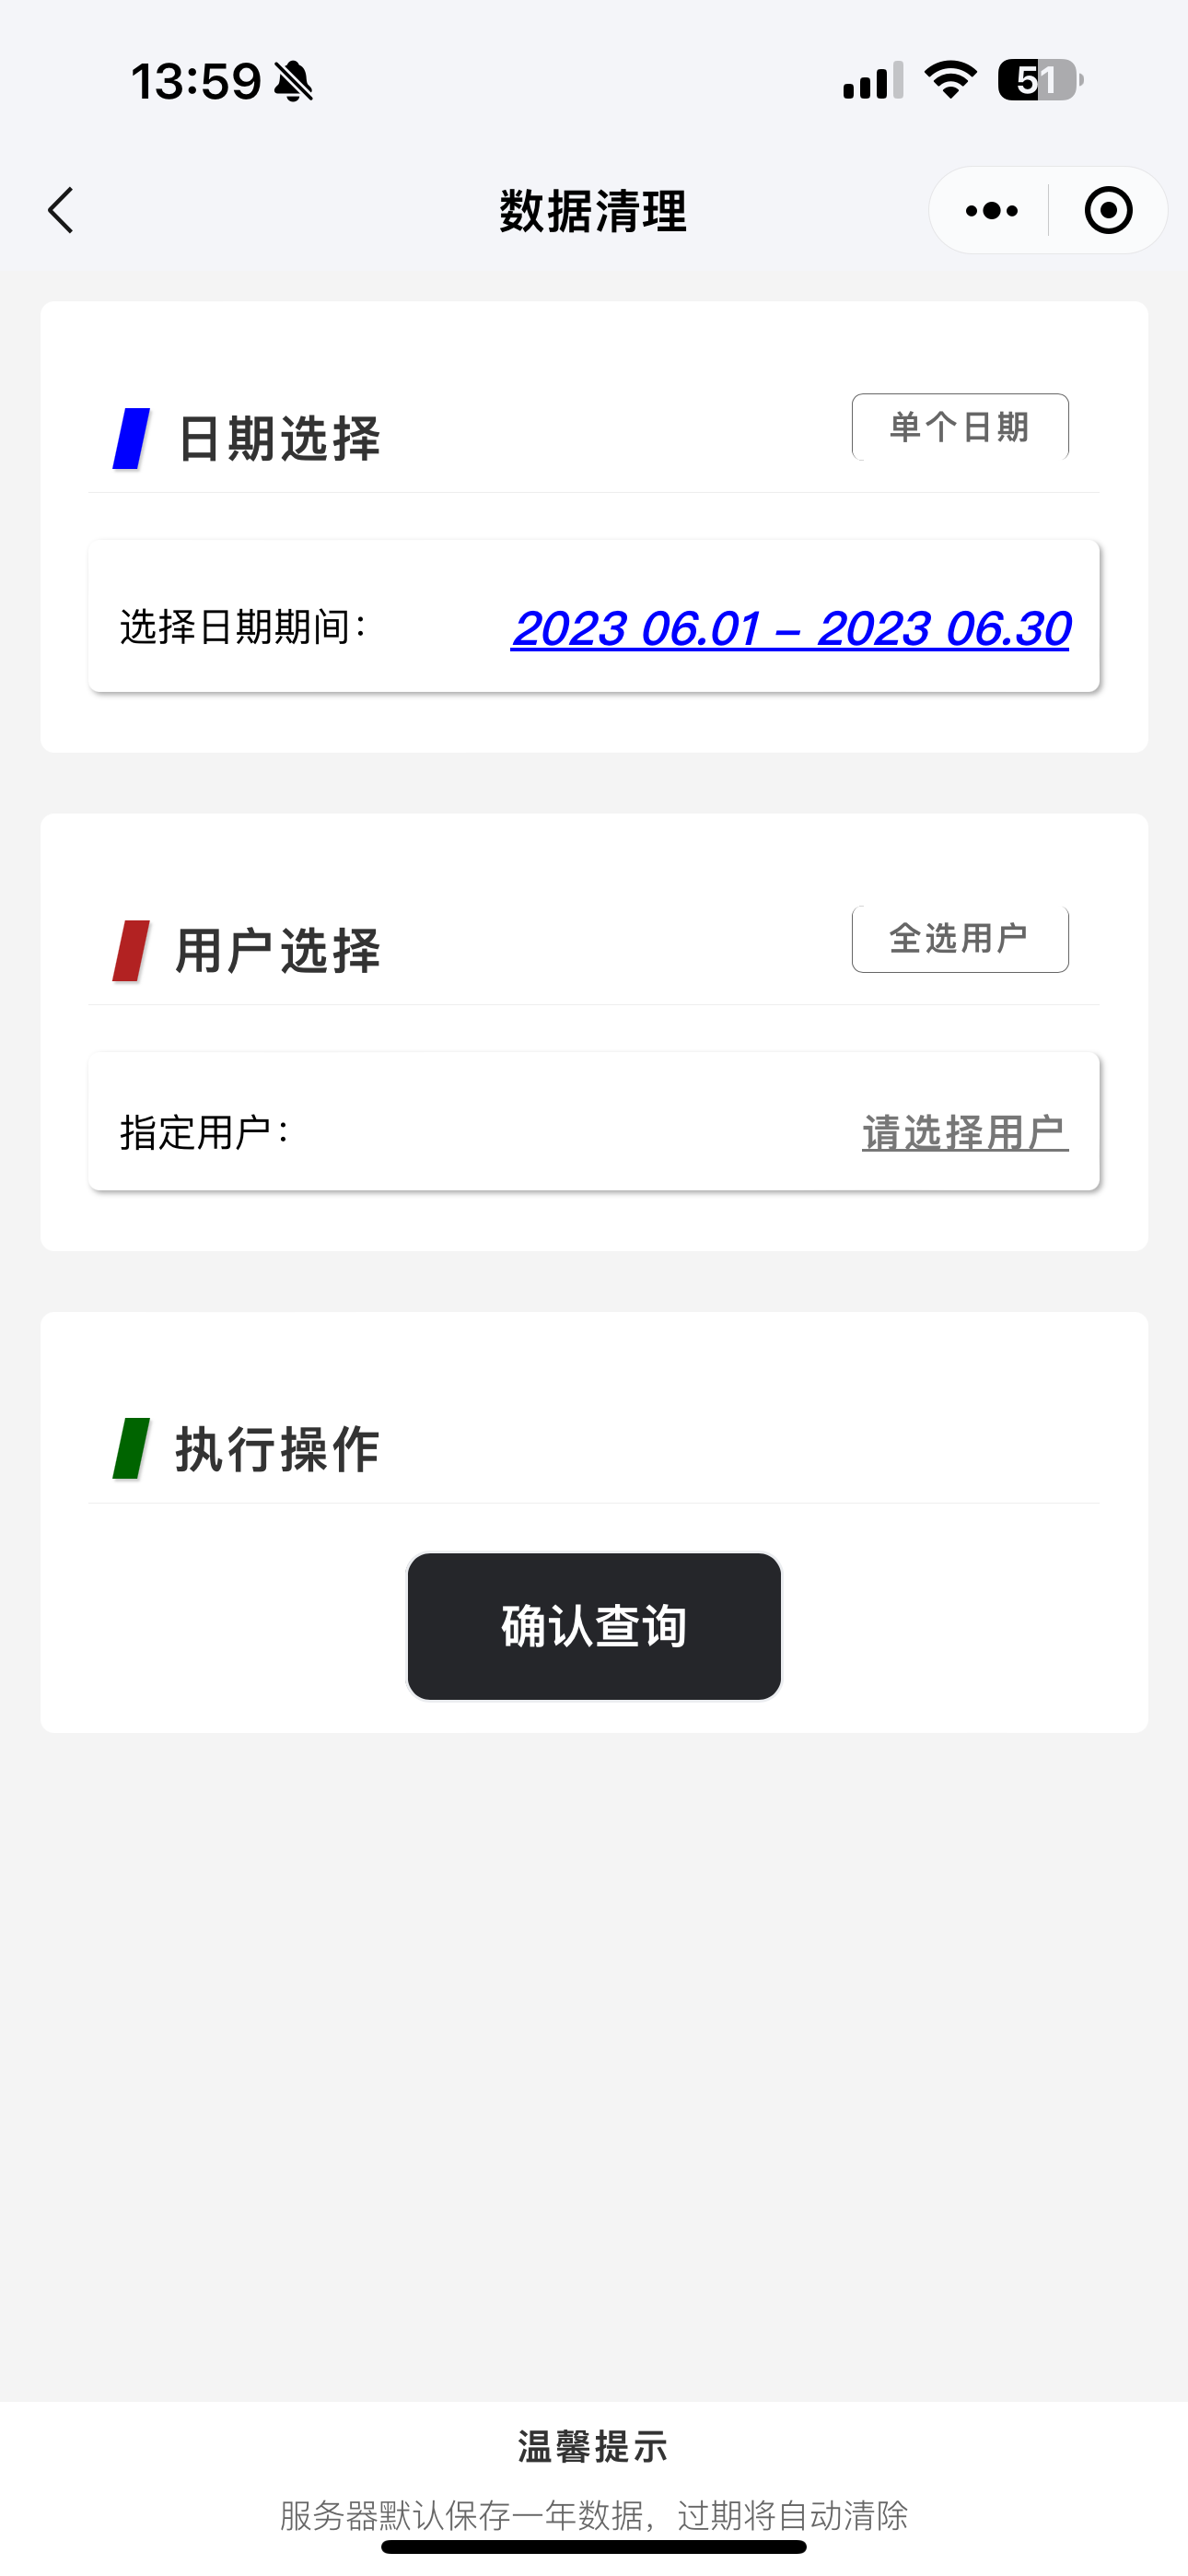 13:59
51
数据清理
日期选择
单个日期
选择日期期间：
2023 06.01 - 2023 06.30
用户选择
全选用户
指定用户：
请选择用户
执行操作
确认查询
温馨提示
服务器默认保存一年数据，过期将自动清除